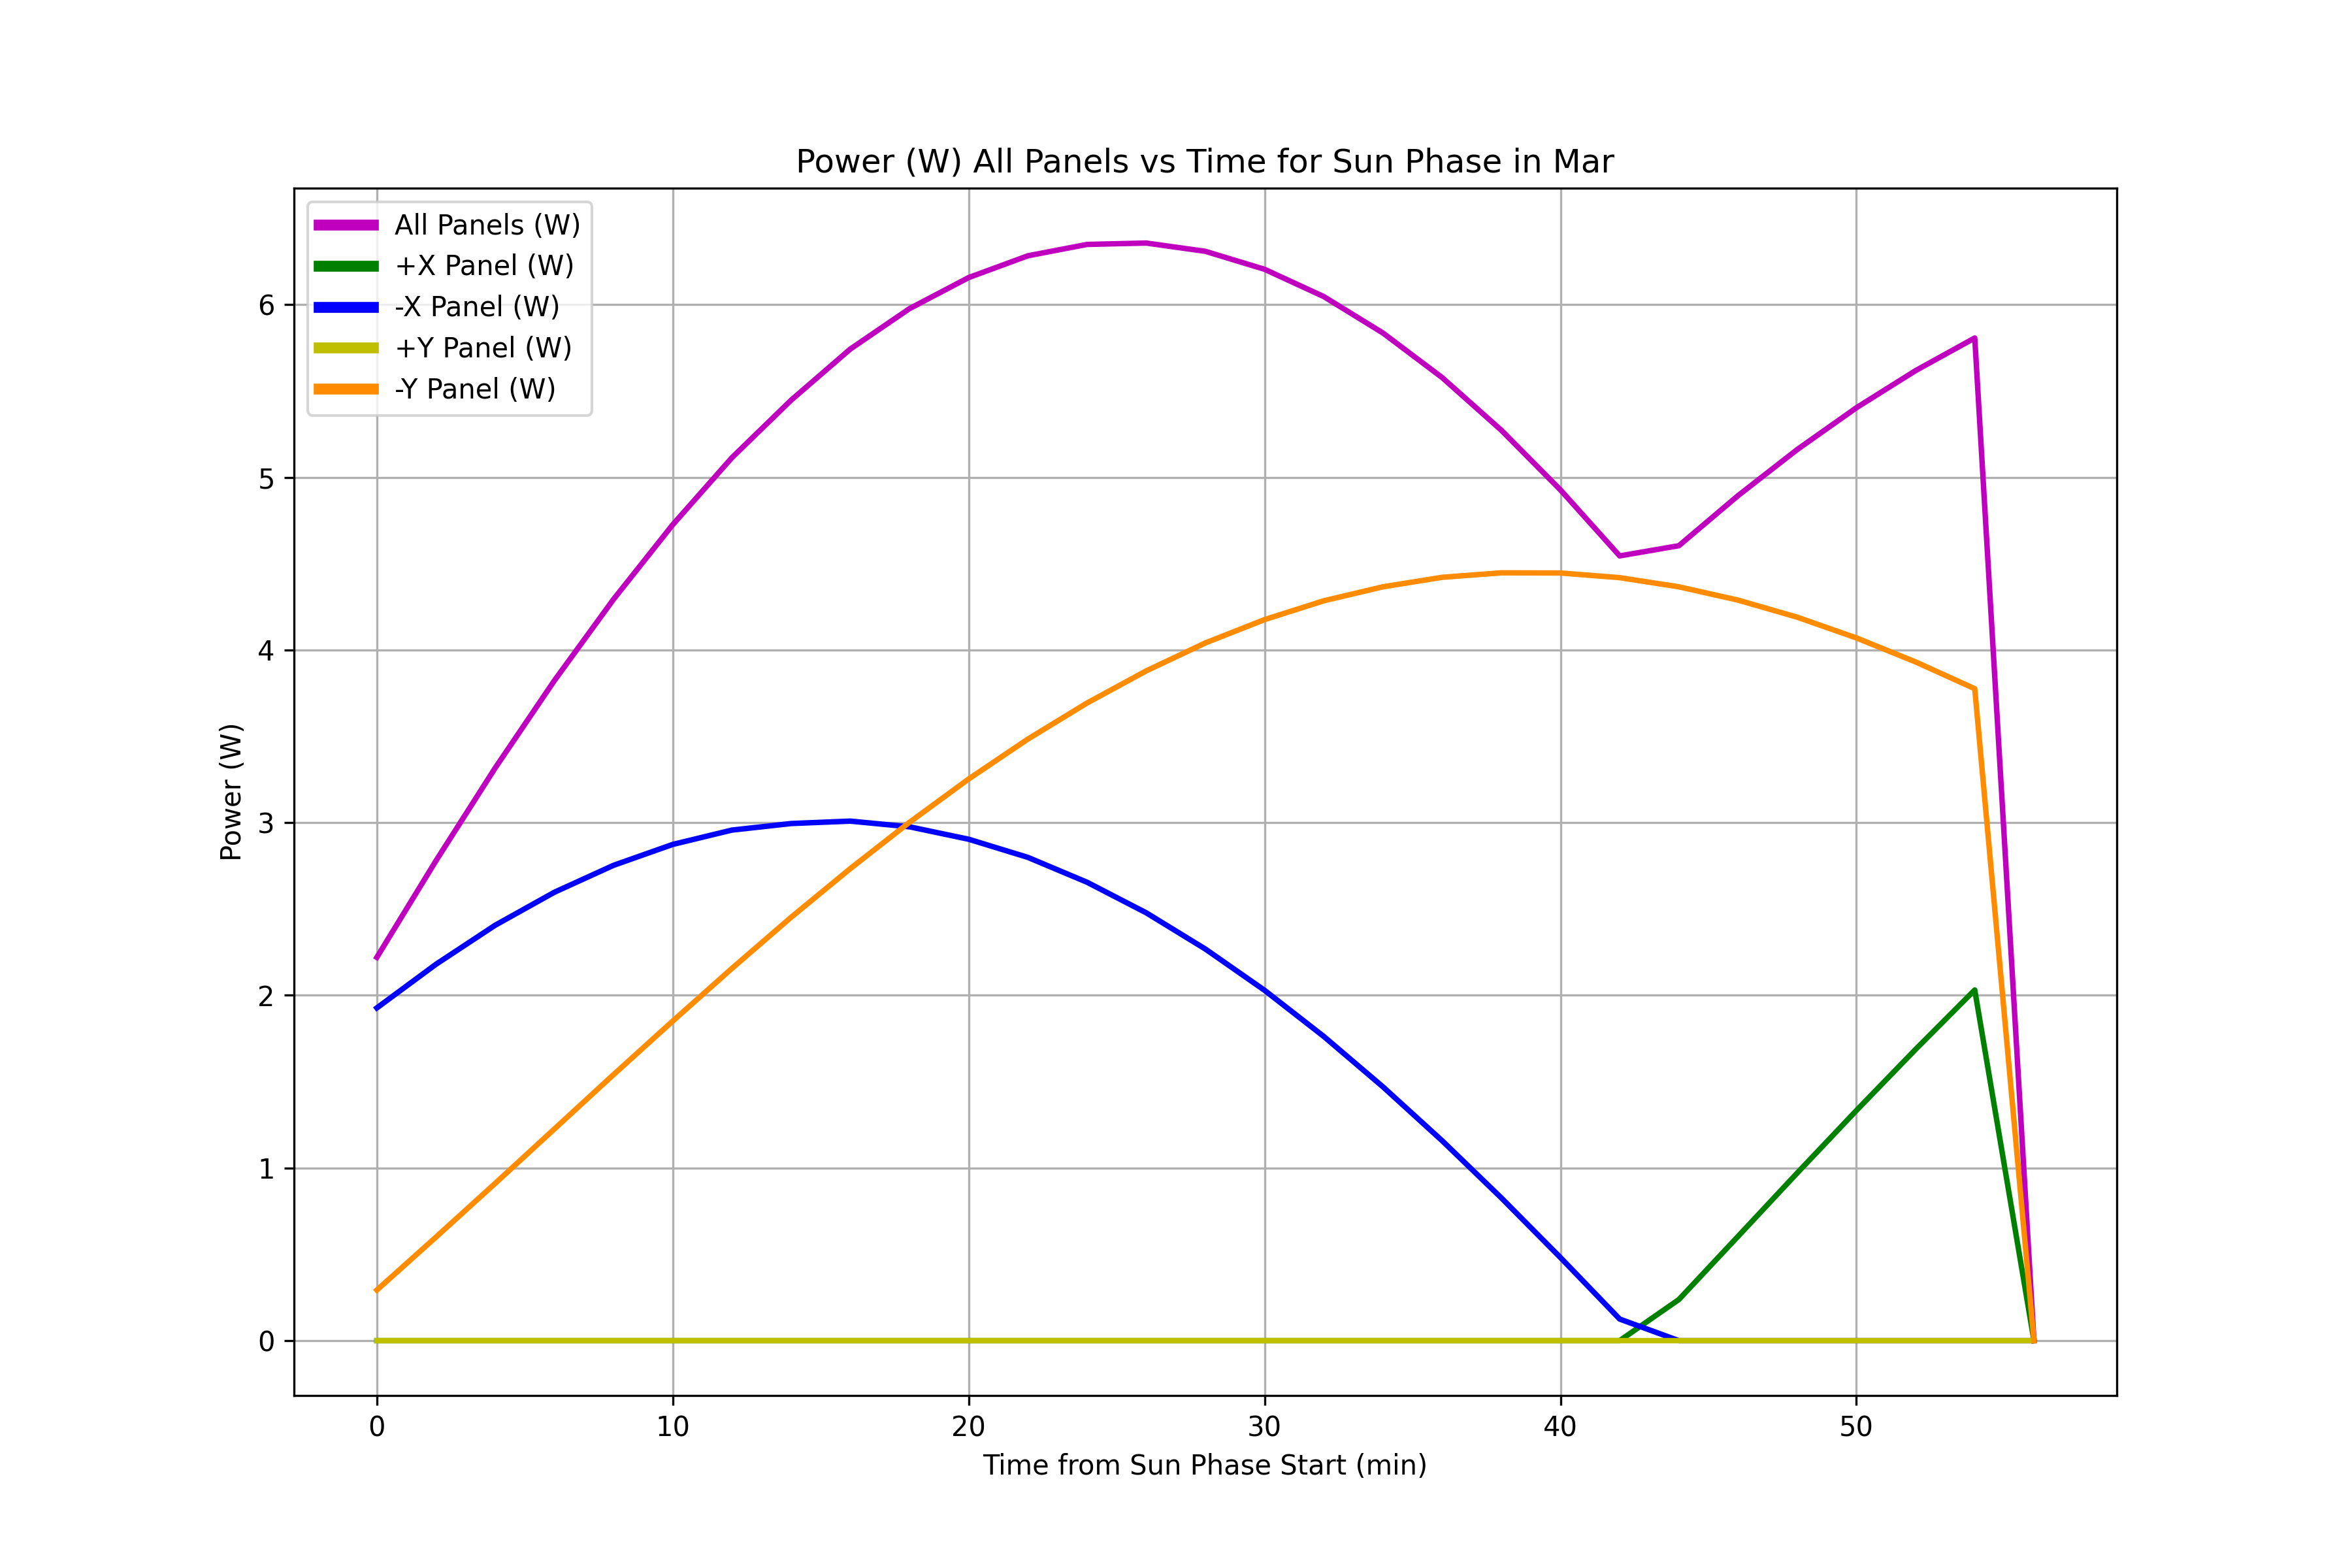 Power (W) All Panels vs Time for Sun Phase in Mar
All Panels (W)
+X Panel (W)
-X Panel (W)
+Y Panel (W)
-Y Panel (W)
6
5
4
3
2
1
0
Power (W)
0 10 20 30 40 50
Time from Sun Phase Start (min)